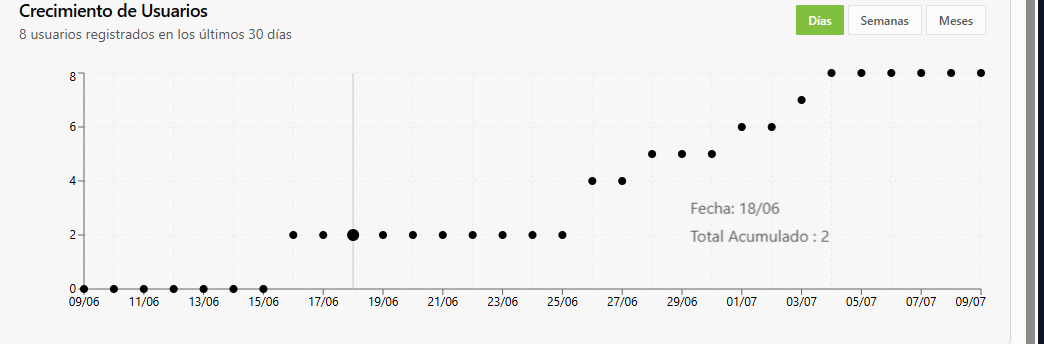 Crecimiento de Usuarios
8 usuarios registrados en los últimos 30 días
Días Semanas Meses
8
6
4
2
0
Fecha: 18/06
Total Acumulado : 2
09/06 11/06 13/06 15/06 17/06 19/06 21/06 23/06 25/06 27/06 29/06 01/07 03/07 05/07 07/07 09/07